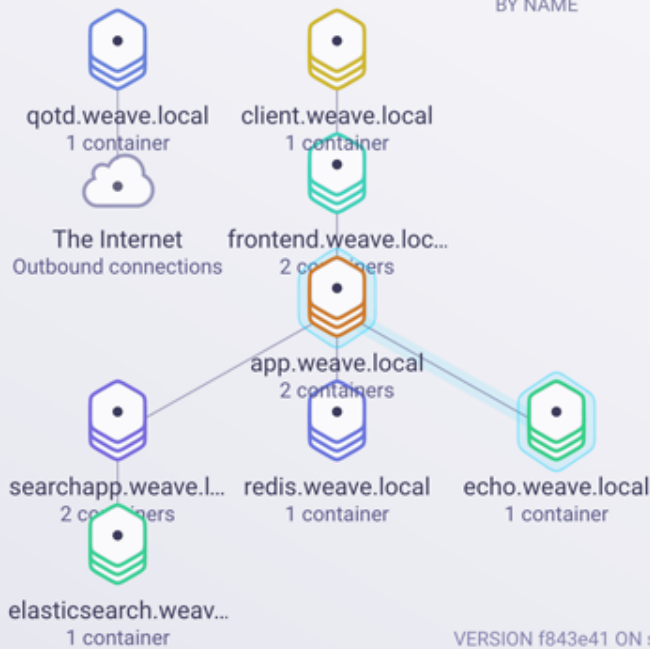 BY NAME
qotd.weave.local
1 container
client.weave.local
1 container
The Internet
Outbound connections
frontend.weave.loc...
2 containers
app.weave.local
2 containers
searchapp.weave.l...
2 containers
redis.weave.local
1 container
echo.weave.local
1 container
elasticsearch.weav...
1 container
VERSION f843e41 ON